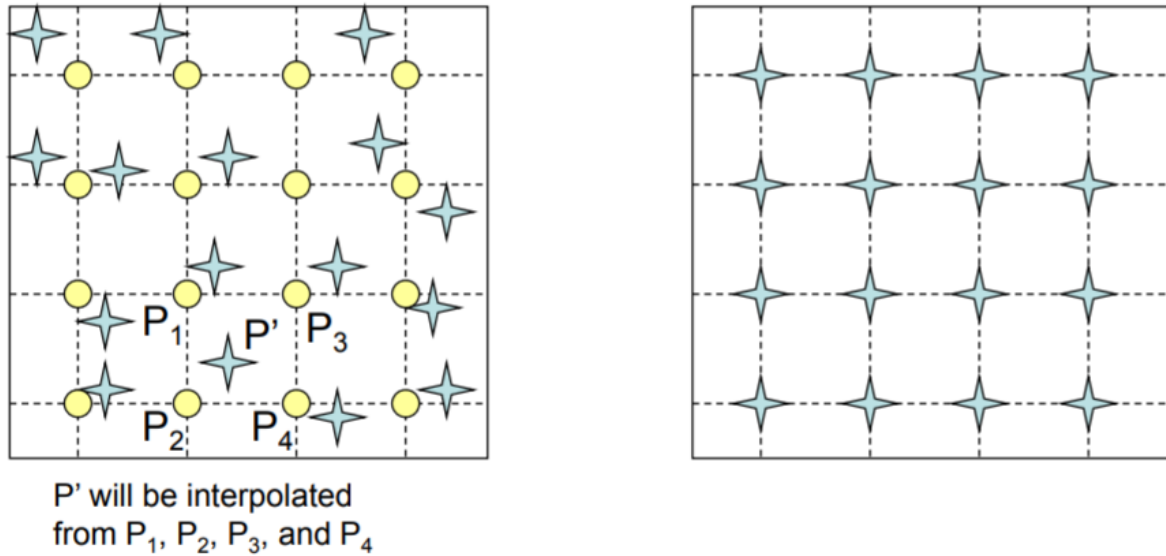 P₁ P’ P₃
P₂ P₄
P’ will be interpolated
from P₁, P₂, P₃, and P₄